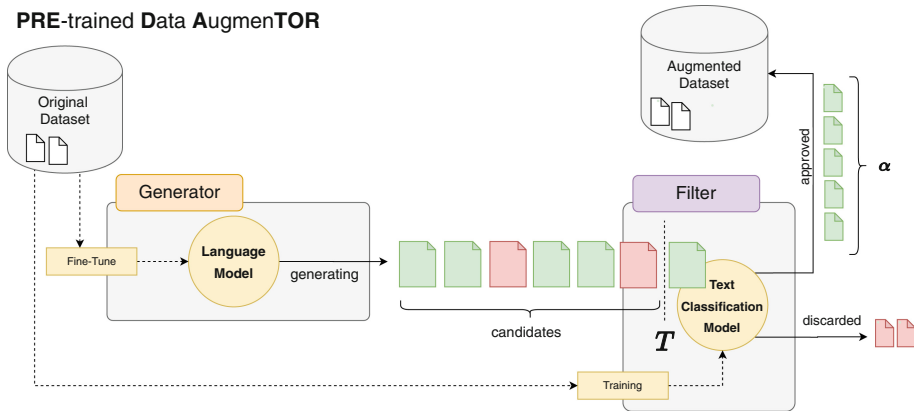 PRE-trained Data AugmenTOR
Original
Dataset
Augmented
Dataset
Generator
Filter
Fine-Tune
Language
Model
generating
candidates
T
Text
Classification
Model
Training
approved
α
discarded